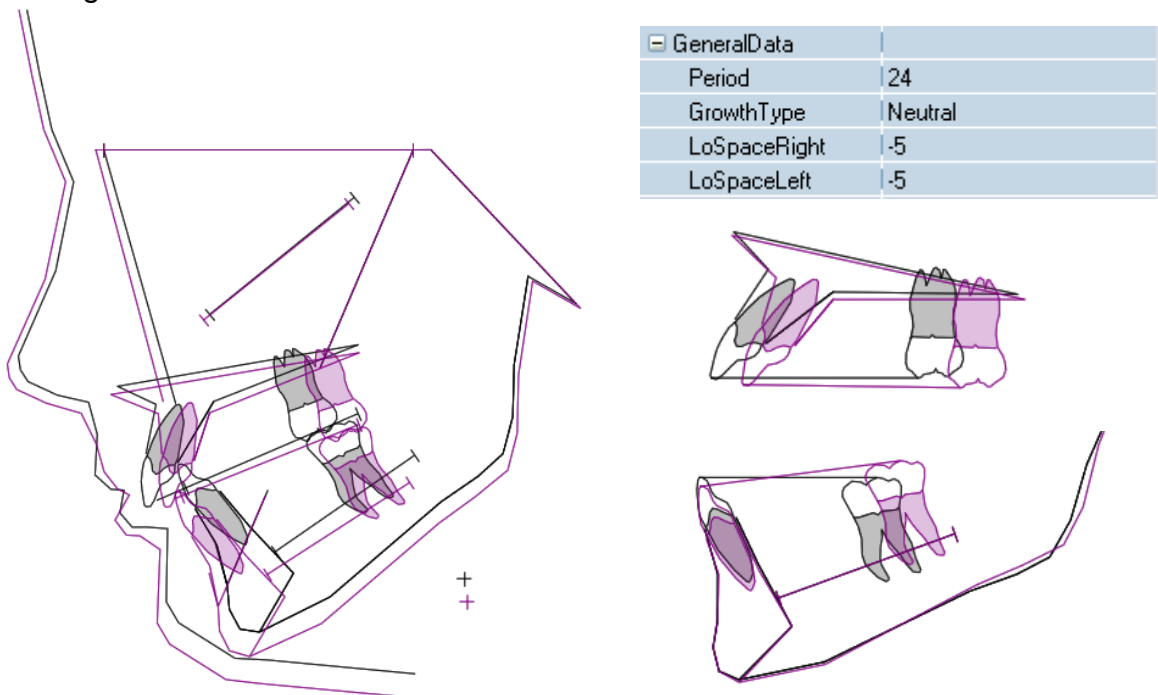 GeneralData
Period 24
GrowthType Neutral
LoSpaceRight -5
LoSpaceLeft -5